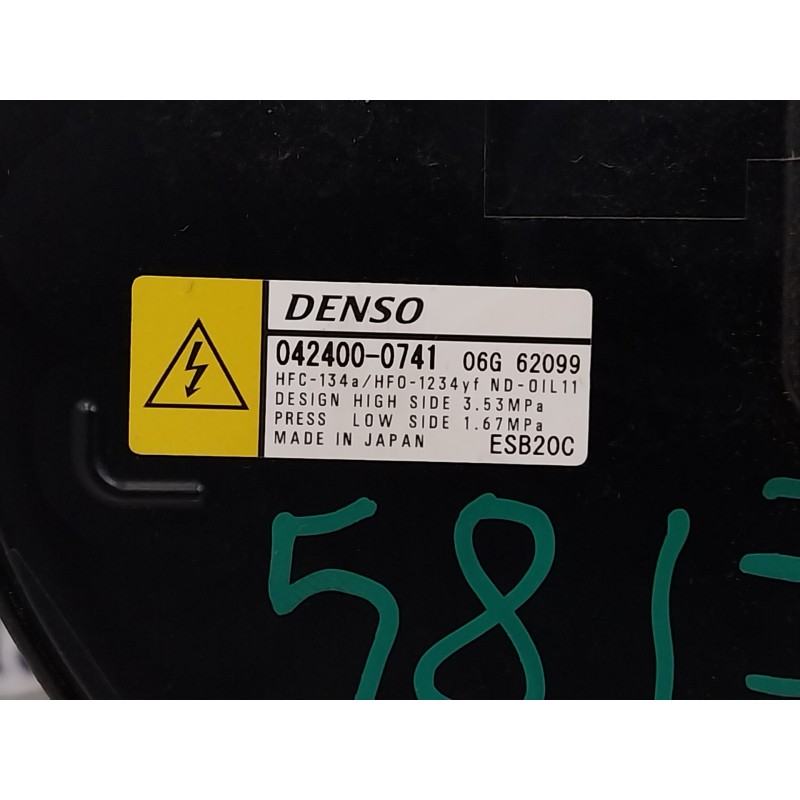 DENSO
042400-0741 06G 62099
HFC-134a/HFO-1234yf ND-OIL11
DESIGN HIGH SIDE 3.53MPa
PRESS LOW SIDE 1.67MPa
MADE IN JAPAN ESB20C
581